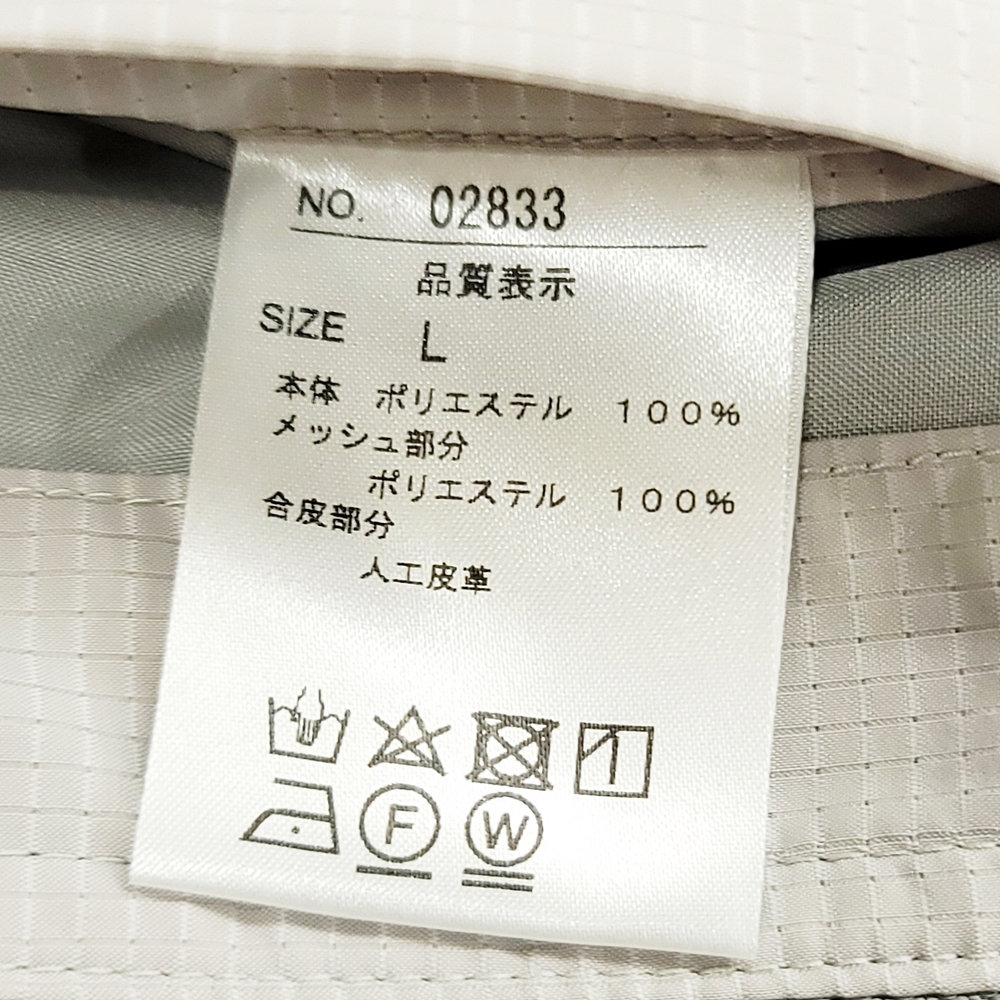 NO. 02833
品質表示
SIZE L
本体 ポリエステル 100%
メッシュ部分
ポリエステル 100%
合皮部分
人工皮革
F W